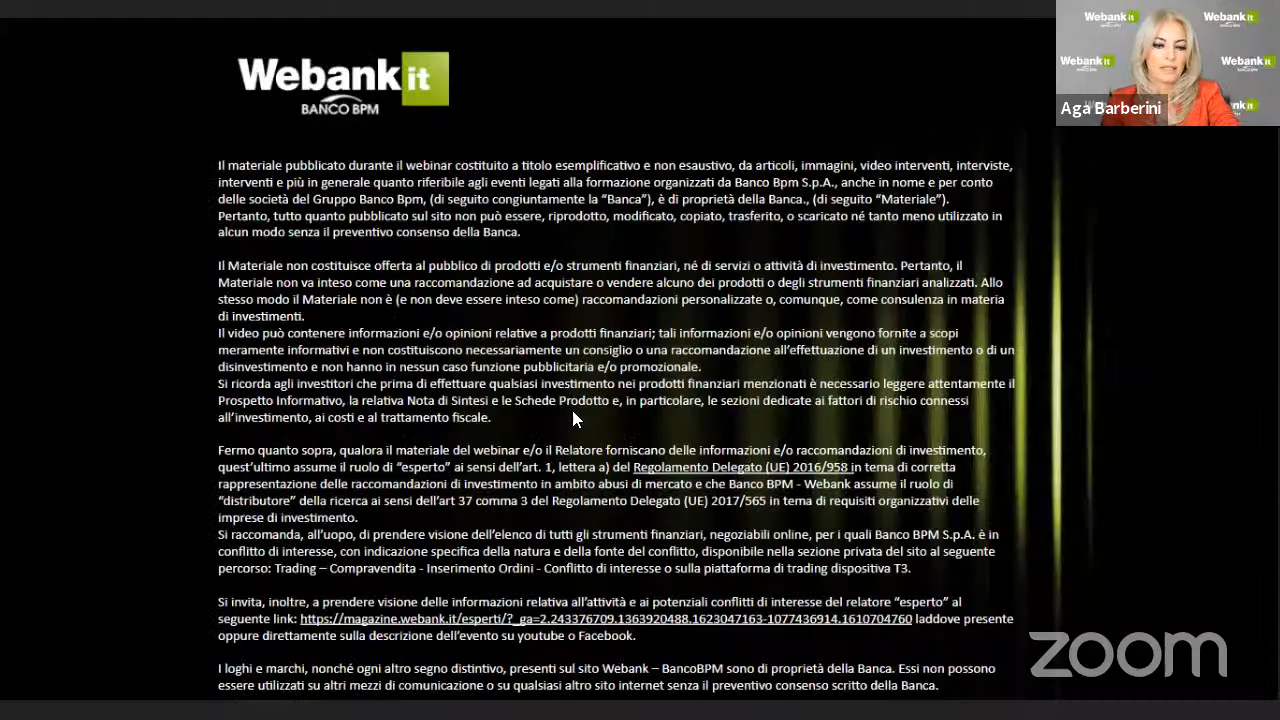 Webank it
BANCO BPM
Webank it
BANCO BPM
Webank it
BANCO BPM
Webank it
Webank it
it
Aga Barberini
Il materiale pubblicato durante il webinar costituito a titolo esemplificativo e non esaustivo, da articoli, immagini, video interventi, interviste,
interventi e più in generale quanto riferibile agli eventi legati alla formazione organizzati da Banco Bpm S.p.A., anche in nome e per conto
delle società del Gruppo Banco Bpm, (di seguito congiuntamente la “Banca”), è di proprietà della Banca., (di seguito “Materiale”).
Pertanto, tutto quanto pubblicato sul sito non può essere, riprodotto, modificato, copiato, trasferito, o scaricato né tanto meno utilizzato in
alcun modo senza il preventivo consenso della Banca.
Il Materiale non costituisce offerta al pubblico di prodotti e/o strumenti finanziari, né di servizi o attività di investimento. Pertanto, il
Materiale non va inteso come una raccomandazione ad acquistare o vendere alcuno dei prodotti o degli strumenti finanziari analizzati. Allo
stesso modo il Materiale non è (e non deve essere inteso come) raccomandazioni personalizzate o, comunque, come consulenza in materia
di investimenti.
Il video può contenere informazioni e/o opinioni relative a prodotti finanziari; tali informazioni e/o opinioni vengono fornite a scopi
meramente informativi e non costituiscono necessariamente un consiglio o una raccomandazione all’effettuazione di un investimento o di un
disinvestimento e non hanno in nessun caso funzione pubblicitaria e/o promozionale.
Si ricorda agli investitori che prima di effettuare qualsiasi investimento nei prodotti finanziari menzionati è necessario leggere attentamente il
Prospetto Informativo, la relativa Nota di Sintesi e le Schede Prodotto e, in particolare, le sezioni dedicate ai fattori di rischio connessi
all’investimento, ai costi e al trattamento fiscale.
Fermo quanto sopra, qualora il materiale del webinar e/o il Relatore forniscano delle informazioni e/o raccomandazioni di investimento,
quest’ultimo assume il ruolo di “esperto” ai sensi dell’art. 1, lettera a) del Regolamento Delegato (UE) 2016/958 in tema di corretta
rappresentazione delle raccomandazioni di investimento in ambito abusi di mercato e che Banco BPM - Webank assume il ruolo di
“distributore” della ricerca ai sensi dell’art 37 comma 3 del Regolamento Delegato (UE) 2017/565 in tema di requisiti organizzativi delle
imprese di investimento.
Si raccomanda, all’uopo, di prendere visione dell’elenco di tutti gli strumenti finanziari, negoziabili online, per i quali Banco BPM S.p.A. è in
conflitto di interesse, con indicazione specifica della natura e della fonte del conflitto, disponibile nella sezione privata del sito al seguente
percorso: Trading – Compravendita - Inserimento Ordini - Conflitto di interesse o sulla piattaforma di trading dispositiva T3.
Si invita, inoltre, a prendere visione delle informazioni relativa all’attività e ai potenziali conflitti di interesse del relatore “esperto” al
seguente link: https://magazine.webank.it/esperti/?_ga=2.243376709.1363920488.1623047163-1077436914.1610704760 laddove presente
oppure direttamente sulla descrizione dell’evento su youtube o Facebook.
I loghi e marchi, nonché ogni altro segno distintivo, presenti sul sito Webank – BancoBPM sono di proprietà della Banca. Essi non possono
essere utilizzati su altri mezzi di comunicazione o su qualsiasi altro sito internet senza il preventivo consenso scritto della Banca.
zoom